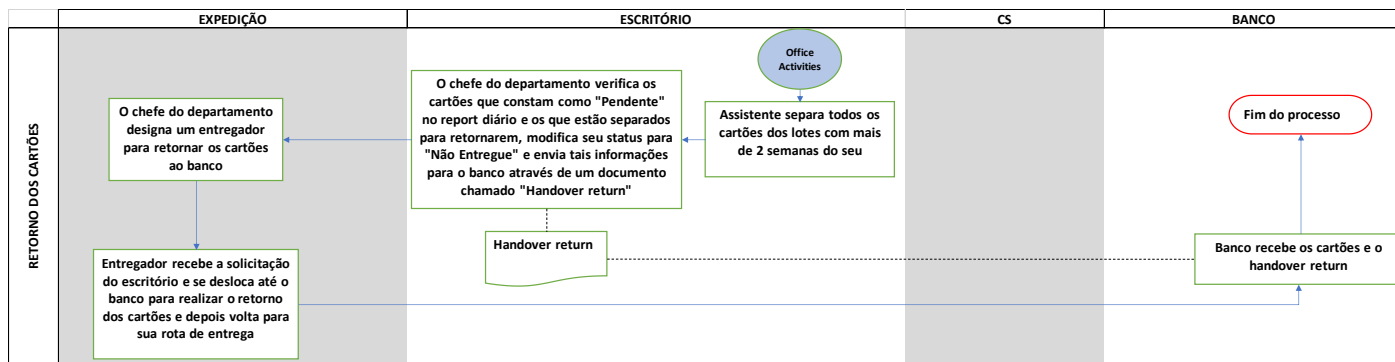 EXPEDIÇÃO
ESCRITÓRIO
CS
BANCO
RETORNO DOS CARTÕES
Office
Activities
Assistente separa todos os
cartões dos lotes com mais
de 2 semanas do seu
O chefe do departamento verifica os
cartões que constam como "Pendente"
no report diário e os que estão separados
para retornarem, modifica seu status para
"Não Entregue" e envia tais informações
para o banco através de um documento
chamado "Handover return"
O chefe do departamento
designa um entregador
para retornar os cartões
ao banco
Handover return
Entregador recebe a solicitação
do escritório e se desloca até o
banco para realizar o retorno
dos cartões e depois volta para
sua rota de entrega
Banco recebe os cartões e o
handover return
Fim do processo